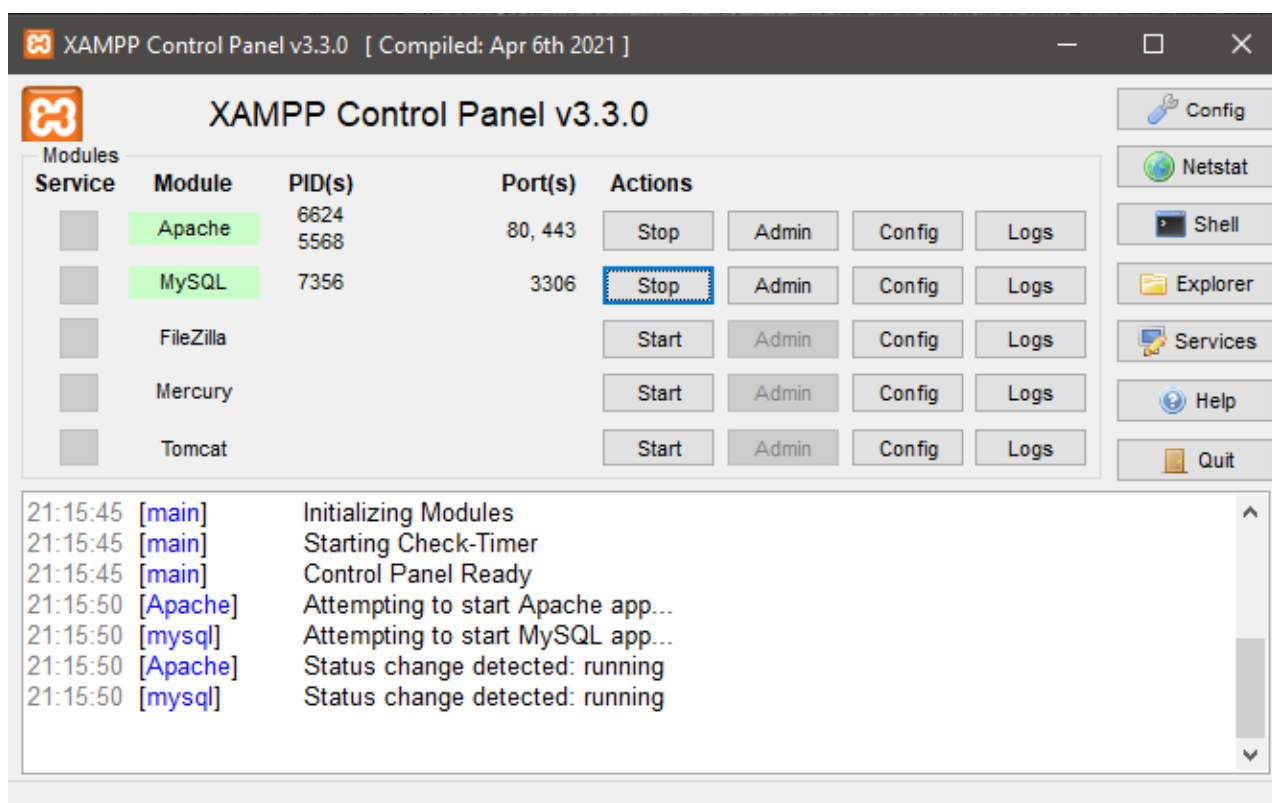 XAMPP Control Panel v3.3.0 [ Compiled: Apr 6th 2021 ]
XAMPP Control Panel v3.3.0
Config
Modules
Netstat
Service Module PID(s) Port(s) Actions
Apache 6624 5568 80, 443 Stop Admin Config Logs
Shell
MySQL 7356 3306 Stop Admin Config Logs
Explorer
FileZilla Start Admin Config Logs
Services
Mercury Start Admin Config Logs
Help
Tomcat Start Admin Config Logs
Quit
21:15:45 [main] Initializing Modules
21:15:45 [main] Starting Check-Timer
21:15:45 [main] Control Panel Ready
21:15:50 [Apache] Attempting to start Apache app...
21:15:50 [mysql] Attempting to start MySQL app...
21:15:50 [Apache] Status change detected: running
21:15:50 [mysql] Status change detected: running